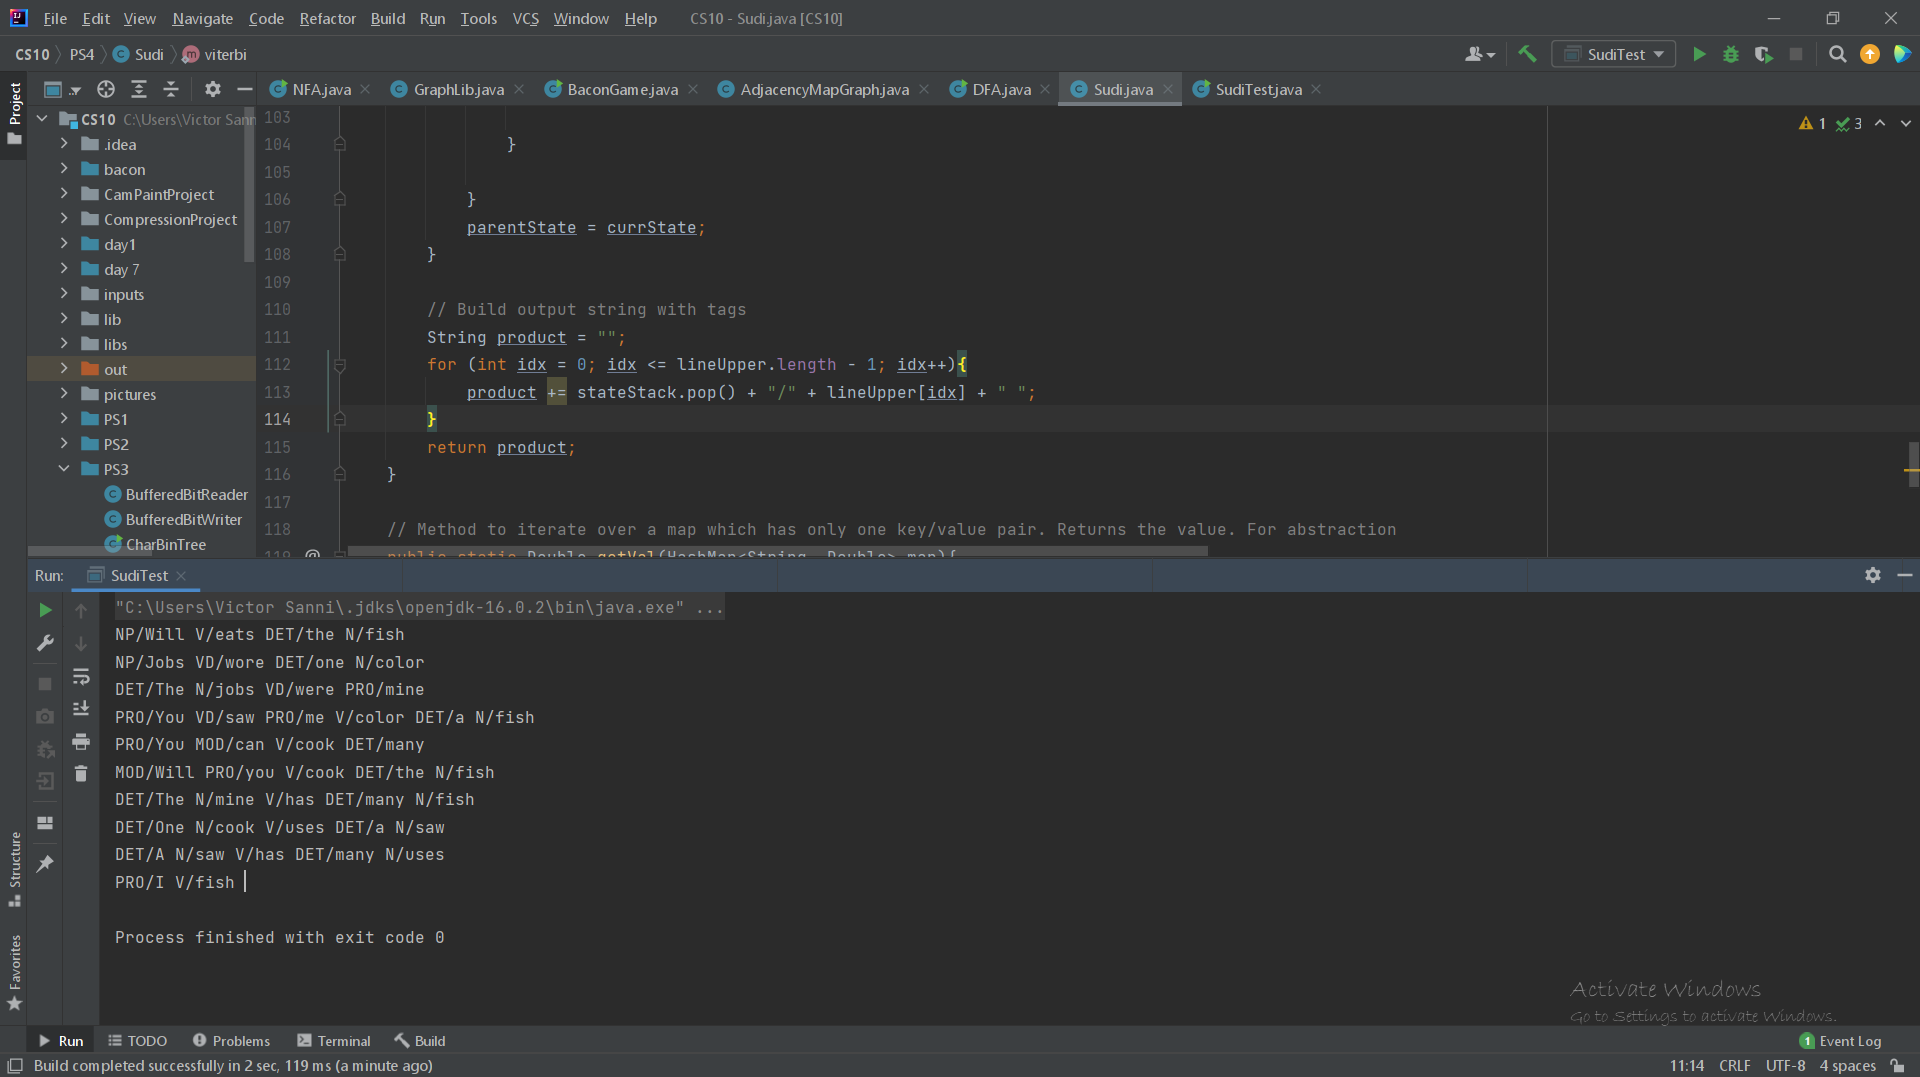 File Edit View Navigate Code Refactor Build Run Tools VCS Window Help CS10 - Sudi.java [CS10]
CS10 PS4 Sudi viterbi SudiTest
NFA.java GraphLib.java BaconGame.java AdjacencyMapGraph.java DFA.java Sudi.java SudiTest.java
Project
CS10 C:\Users\Victor Sann
.idea
bacon
CamPaintProject
CompressionProject
day1
day 7
inputs
lib
libs
out
pictures
PS1
PS2
PS3
BufferedBitReader
BufferedBitWriter
CharBinTree
1 3
103
104 }
105
106 }
107 parentState = currState;
108 }
109
110 // Build output string with tags
111 String product = "";
112 for (int idx = 0; idx <= lineUpper.length - 1; idx++){
113 product += stateStack.pop() + "/" + lineUpper[idx] + " ";
114 }
115 return product;
116 }
117
118 // Method to iterate over a map which has only one key/value pair. Returns the value. For abstraction
119 @ public static Double getVal(HashMap<String, Double> map){
Run: SudiTest
"C:\Users\Victor Sanni\.jdks\openjdk-16.0.2\bin\java.exe" ...
NP/Will V/eats DET/the N/fish
NP/Jobs VD/wore DET/one N/color
DET/The N/jobs VD/were PRO/mine
PRO/You VD/saw PRO/me V/color DET/a N/fish
PRO/You MOD/can V/cook DET/many
MOD/Will PRO/you V/cook DET/the N/fish
DET/The N/mine V/has DET/many N/fish
DET/One N/cook V/uses DET/a N/saw
DET/A N/saw V/has DET/many N/uses
PRO/I V/fish
Process finished with exit code 0
Structure
Favorites
Activate Windows
Go to Settings to activate Windows.
Run TODO Problems Terminal Build 1 Event Log
Build completed successfully in 2 sec, 119 ms (a minute ago) 11:14 CRLF UTF-8 4 spaces